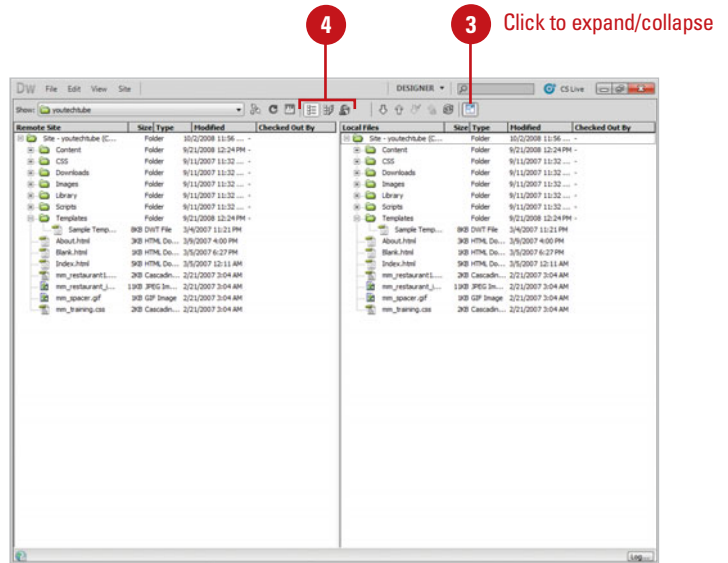 4
3 Click to expand/collapse
DW File Edit View Site DESIGNER CS Live
Show: youtechtube
Remote Site Size Type Modified Checked Out By Local Files Size Type Modified Checked Out By
Site - youtechtube (C... Folder 10/2/2008 11:56 ... - Site - youtechtube (C... Folder 10/2/2008 11:56 ... -
Content Folder 9/21/2008 12:24 PM - Content Folder 9/21/2008 12:24 PM -
CSS Folder 9/11/2007 11:32 ... - CSS Folder 9/11/2007 11:32 ... -
Downloads Folder 9/11/2007 11:32 ... - Downloads Folder 9/11/2007 11:32 ... -
Images Folder 9/11/2007 11:32 ... - Images Folder 9/11/2007 11:32 ... -
Library Folder 9/11/2007 11:32 ... - Library Folder 9/11/2007 11:32 ... -
Scripts Folder 9/11/2007 11:32 ... - Scripts Folder 9/11/2007 11:32 ... -
Templates Folder 9/21/2008 12:24 PM - Templates Folder 9/21/2008 12:24 PM -
Sample Temp... 8KB DWT File 3/4/2007 11:21 PM Sample Temp... 8KB DWT File 3/4/2007 11:21 PM
About.html 3KB HTML Do... 3/9/2007 4:00 PM About.html 3KB HTML Do... 3/9/2007 4:00 PM
Blank.html 1KB HTML Do... 3/5/2007 6:27 PM Blank.html 1KB HTML Do... 3/5/2007 6:27 PM
Index.html 5KB HTML Do... 3/5/2007 12:11 AM Index.html 5KB HTML Do... 3/5/2007 12:11 AM
mm_restaurant1.... 2KB Cascadin... 2/21/2007 3:04 AM mm_restaurant1.... 2KB Cascadin... 2/21/2007 3:04 AM
mm_restaurant_i... 11KB JPEG Im... 2/21/2007 3:04 AM mm_restaurant_i... 11KB JPEG Im... 2/21/2007 3:04 AM
mm_spacer.gif 1KB GIF Image 2/21/2007 3:04 AM mm_spacer.gif 1KB GIF Image 2/21/2007 3:04 AM
mm_training.css 2KB Cascadin... 2/21/2007 3:04 AM mm_training.css 2KB Cascadin... 2/21/2007 3:04 AM
Log...